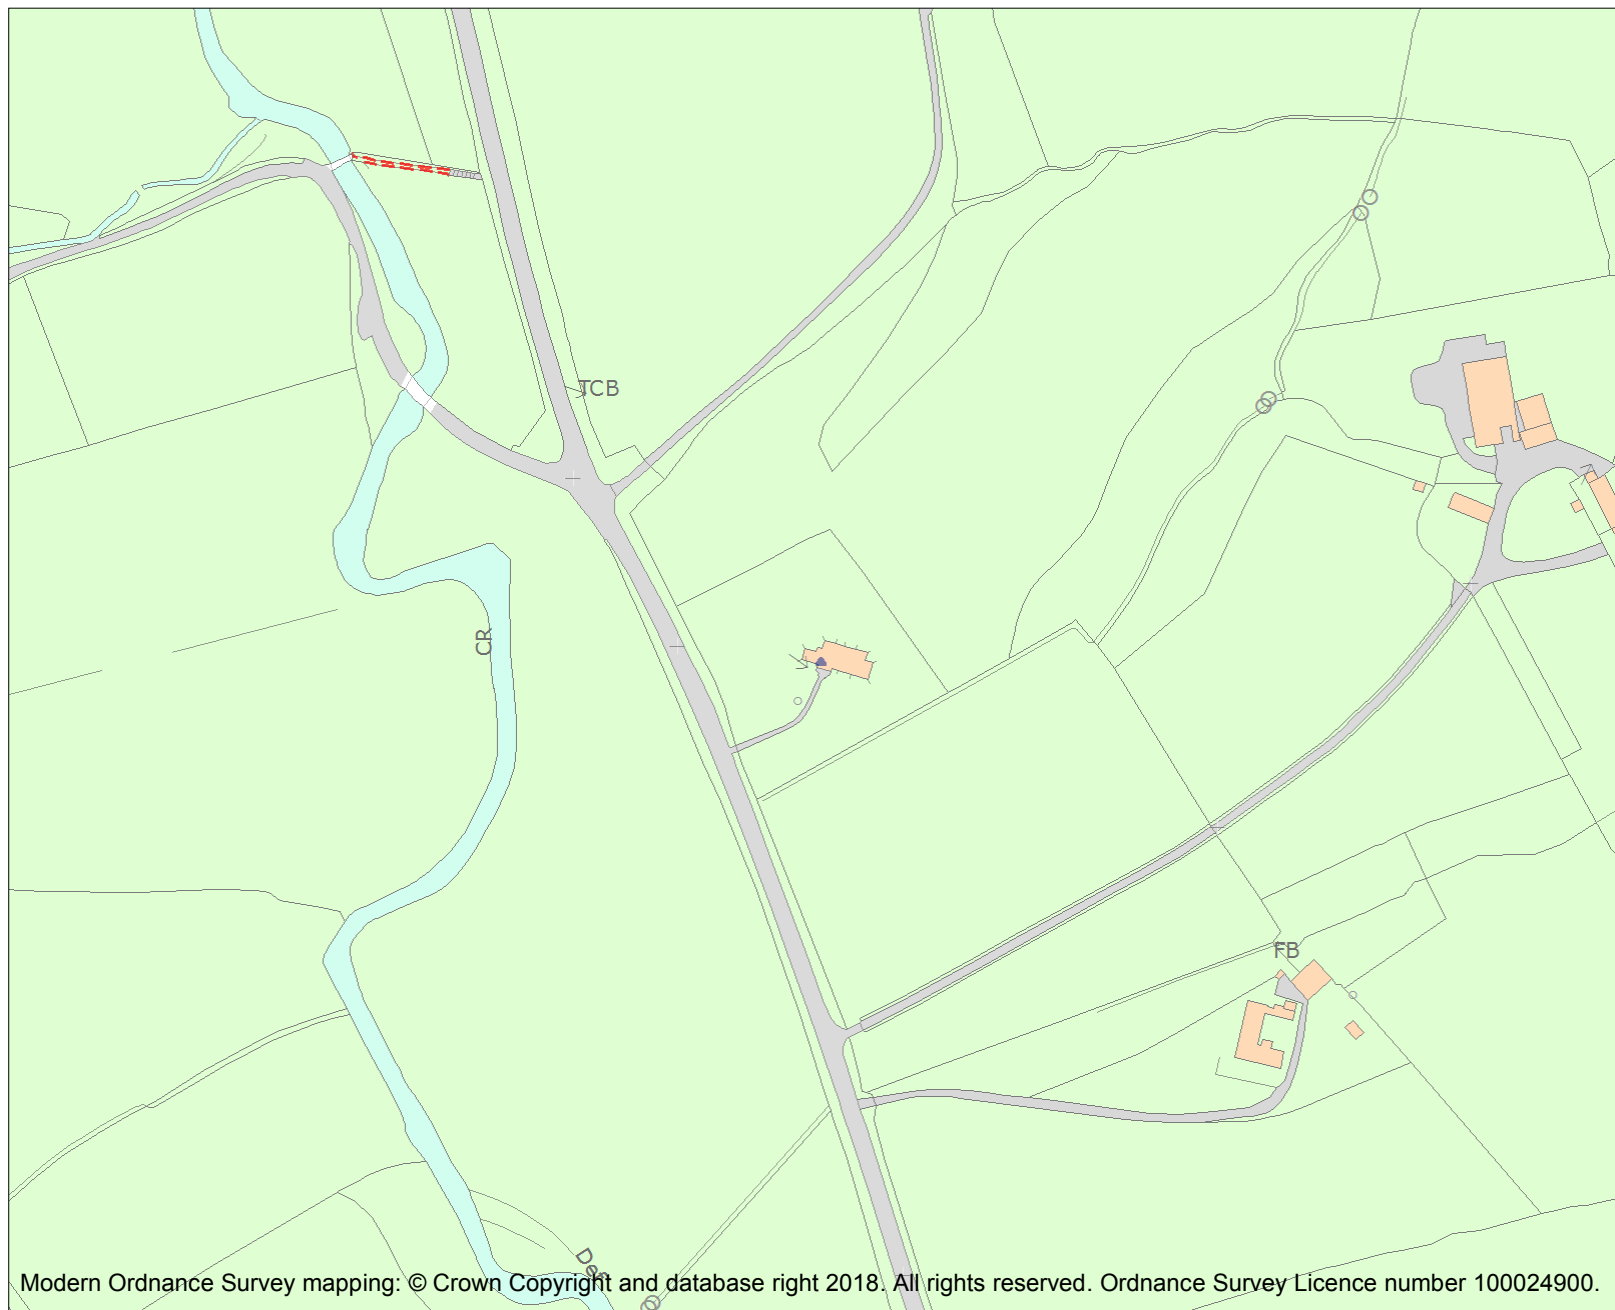 TCB
CR
FB
Def
Modern Ordnance Survey mapping: © Crown Copyright and database right 2018. All rights reserved. Ordnance Survey Licence number 100024900.